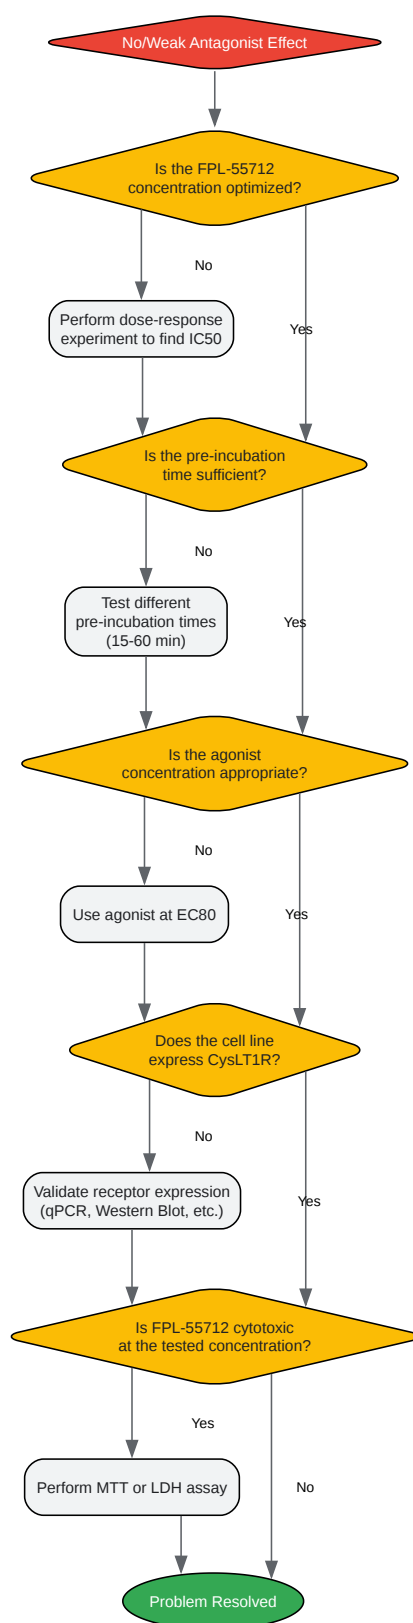 No/Weak Antagonist Effect
Is the FPL-55712
concentration optimized?
No
Perform dose-response
experiment to find IC50
Yes
Is the pre-incubation
time sufficient?
No
Test different
pre-incubation times
(15-60 min)
Yes
Is the agonist
concentration appropriate?
No
Use agonist at EC80
Yes
Does the cell line
express CysLT1R?
No
Validate receptor expression
(qPCR, Western Blot, etc.)
Yes
Is FPL-55712 cytotoxic
at the tested concentration?
Yes
Perform MTT or LDH assay
No
Problem Resolved